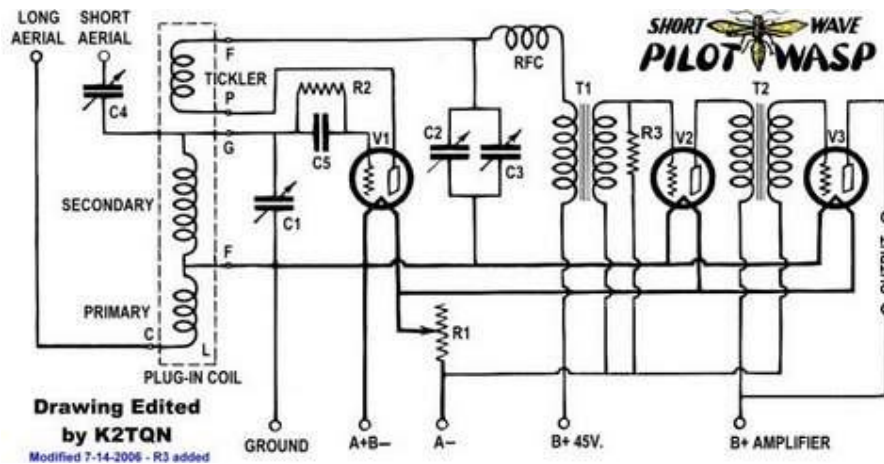 LONG
AERIAL
SHORT
AERIAL
SHORT WAVE
PILOT WASP
F
TICKLER
RFC
P
R2
T1
T2
C4
G
C5
V1
C2
C3
R3
V2
V3
SECONDARY
C1
F
OUTPUT
PRIMARY
R1
C
L
PLUG-IN COIL
Drawing Edited
by K2TQN
Modified 7-14-2006 - R3 added
GROUND
A+B−
A−
B+ 45V.
B+ AMPLIFIER